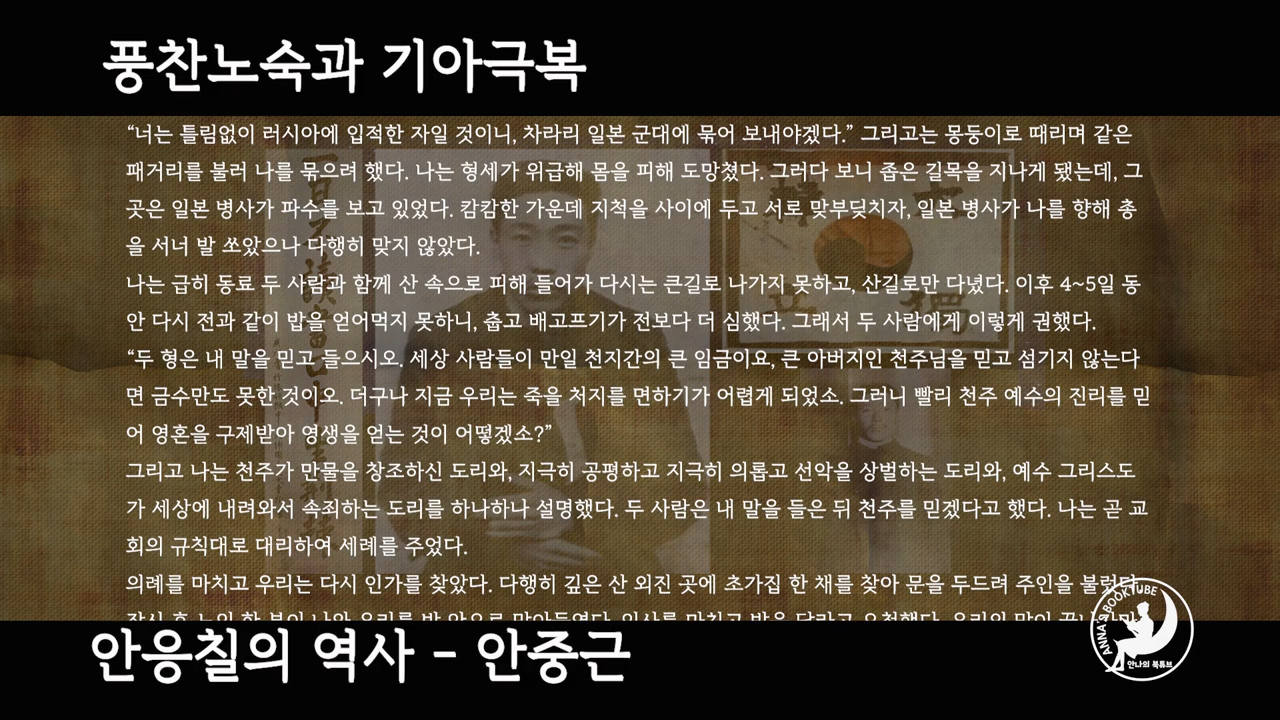 풍찬노숙과 기아극복
“너는 틀림없이 러시아에 입적한 자일 것이니, 차라리 일본 군대에 묶어 보내야겠다.” 그리고는 몽둥이로 때리며 같은
패거리를 불러 나를 묶으려 했다. 나는 형세가 위급해 몸을 피해 도망쳤다. 그러다 보니 좁은 길목을 지나게 됐는데, 그
곳은 일본 병사가 파수를 보고 있었다. 캄캄한 가운데 지척을 사이에 두고 서로 맞부딪치자, 일본 병사가 나를 향해 총
을 서너 발 쏘았으나 다행히 맞지 않았다.
나는 급히 동료 두 사람과 함께 산 속으로 피해 들어가 다시는 큰길로 나가지 못하고, 산길로만 다녔다. 이후 4~5일 동
안 다시 전과 같이 밥을 얻어먹지 못하니, 춥고 배고프기가 전보다 더 심했다. 그래서 두 사람에게 이렇게 권했다.
“두 형은 내 말을 믿고 들으시오. 세상 사람들이 만일 천지간의 큰 임금이요, 큰 아버지인 천주님을 믿고 섬기지 않는다
면 금수만도 못한 것이오. 더구나 지금 우리는 죽을 처지를 면하기가 어렵게 되었소. 그러니 빨리 천주 예수의 진리를 믿
어 영혼을 구제받아 영생을 얻는 것이 어떻겠소?”
그리고 나는 천주가 만물을 창조하신 도리와, 지극히 공평하고 지극히 의롭고 선악을 상벌하는 도리와, 예수 그리스도
가 세상에 내려와서 속죄하는 도리를 하나하나 설명했다. 두 사람은 내 말을 들은 뒤 천주를 믿겠다고 했다. 나는 곧 교
회의 규칙대로 대리하여 세례를 주었다.
의례를 마치고 우리는 다시 인가를 찾았다. 다행히 깊은 산 외진 곳에 초가집 한 채를 찾아 문을 두드려 주인을 불렀다.
안응칠의 역사 - 안중근
ANNA'S BOOKTUBE
안나의 북튜브